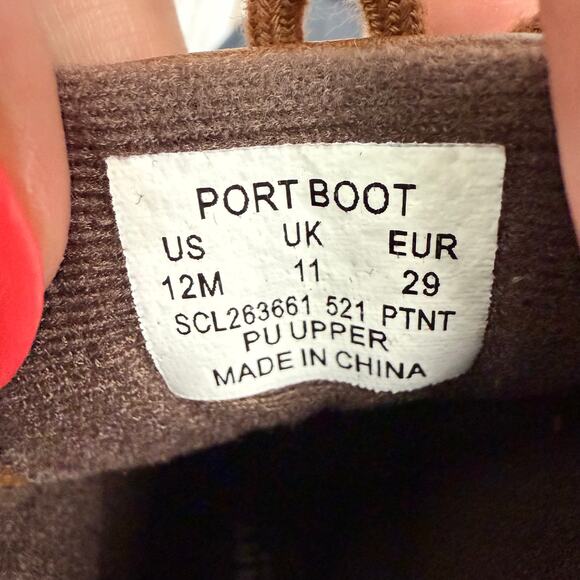 PORT BOOT
US UK EUR
12M 11 29
SCL263661 521 PTNT
PU UPPER
MADE IN CHINA